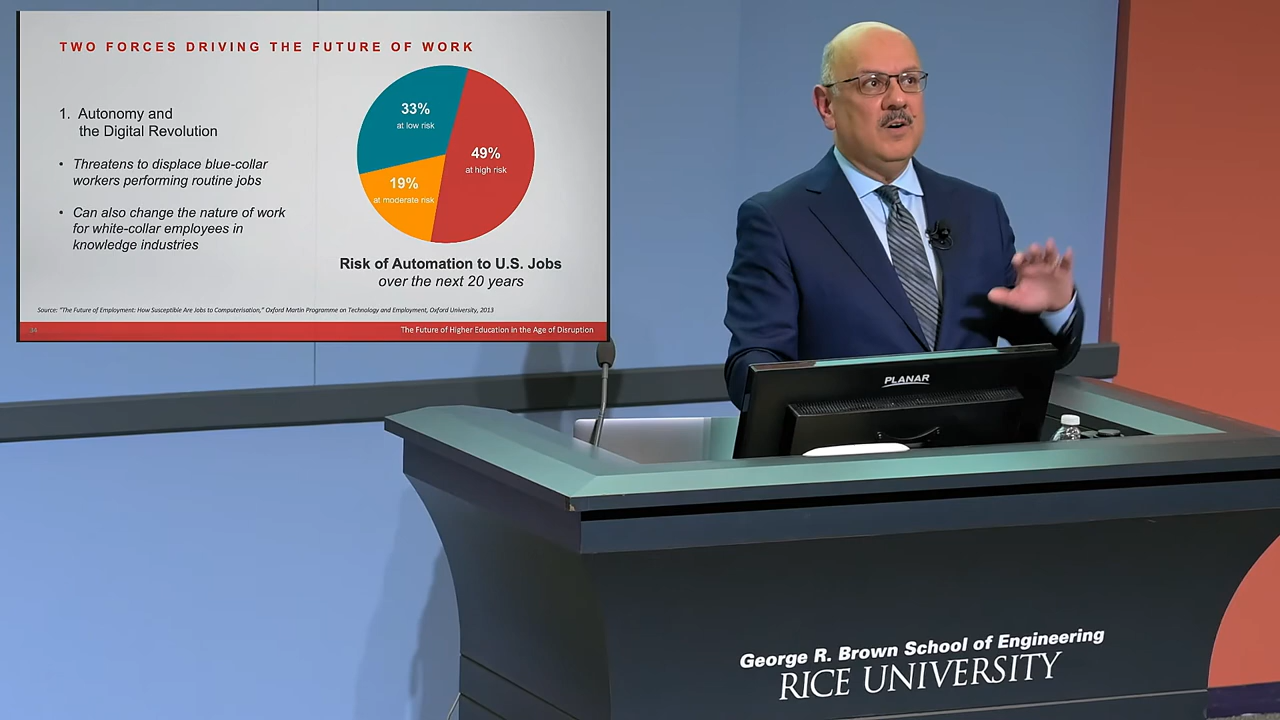 TWO FORCES DRIVING THE FUTURE OF WORK
1. Autonomy and
the Digital Revolution
• Threatens to displace blue-collar
workers performing routine jobs
• Can also change the nature of work
for white-collar employees in
knowledge industries
33%
at low risk
49%
at high risk
19%
at moderate risk
Risk of Automation to U.S. Jobs
over the next 20 years
Source: "The Future of Employment: How Susceptible Are Jobs to Computerisation," Oxford Martin Programme on Technology and Employment, Oxford University, 2013
34
The Future of Higher Education in the Age of Disruption
PLANAR
George R. Brown School of Engineering
RICE UNIVERSITY